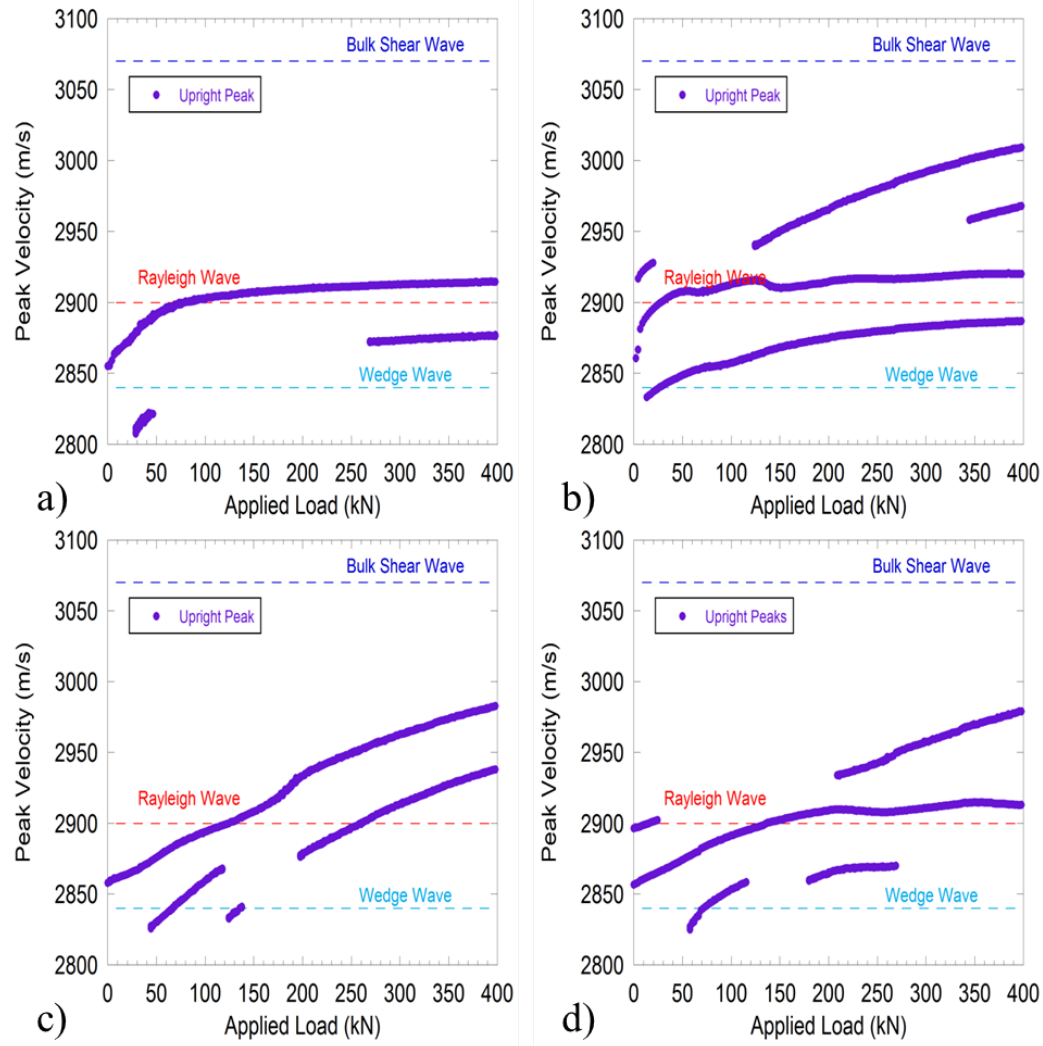 3100
3050
3000
2950
2900
2850
2800
Peak Velocity (m/s)
Bulk Shear Wave
Upright Peak
Rayleigh Wave
Wedge Wave
0 50 100 150 200 250 300 350 400
Applied Load (kN)
a)
3100
3050
3000
2950
2900
2850
2800
Peak Velocity (m/s)
Bulk Shear Wave
Upright Peak
Rayleigh Wave
Wedge Wave
0 50 100 150 200 250 300 350 400
Applied Load (kN)
b)
3100
3050
3000
2950
2900
2850
2800
Peak Velocity (m/s)
Bulk Shear Wave
Upright Peak
Rayleigh Wave
Wedge Wave
0 50 100 150 200 250 300 350 400
Applied Load (kN)
c)
3100
3050
3000
2950
2900
2850
2800
Peak Velocity (m/s)
Bulk Shear Wave
Upright Peaks
Rayleigh Wave
Wedge Wave
0 50 100 150 200 250 300 350 400
Applied Load (kN)
d)